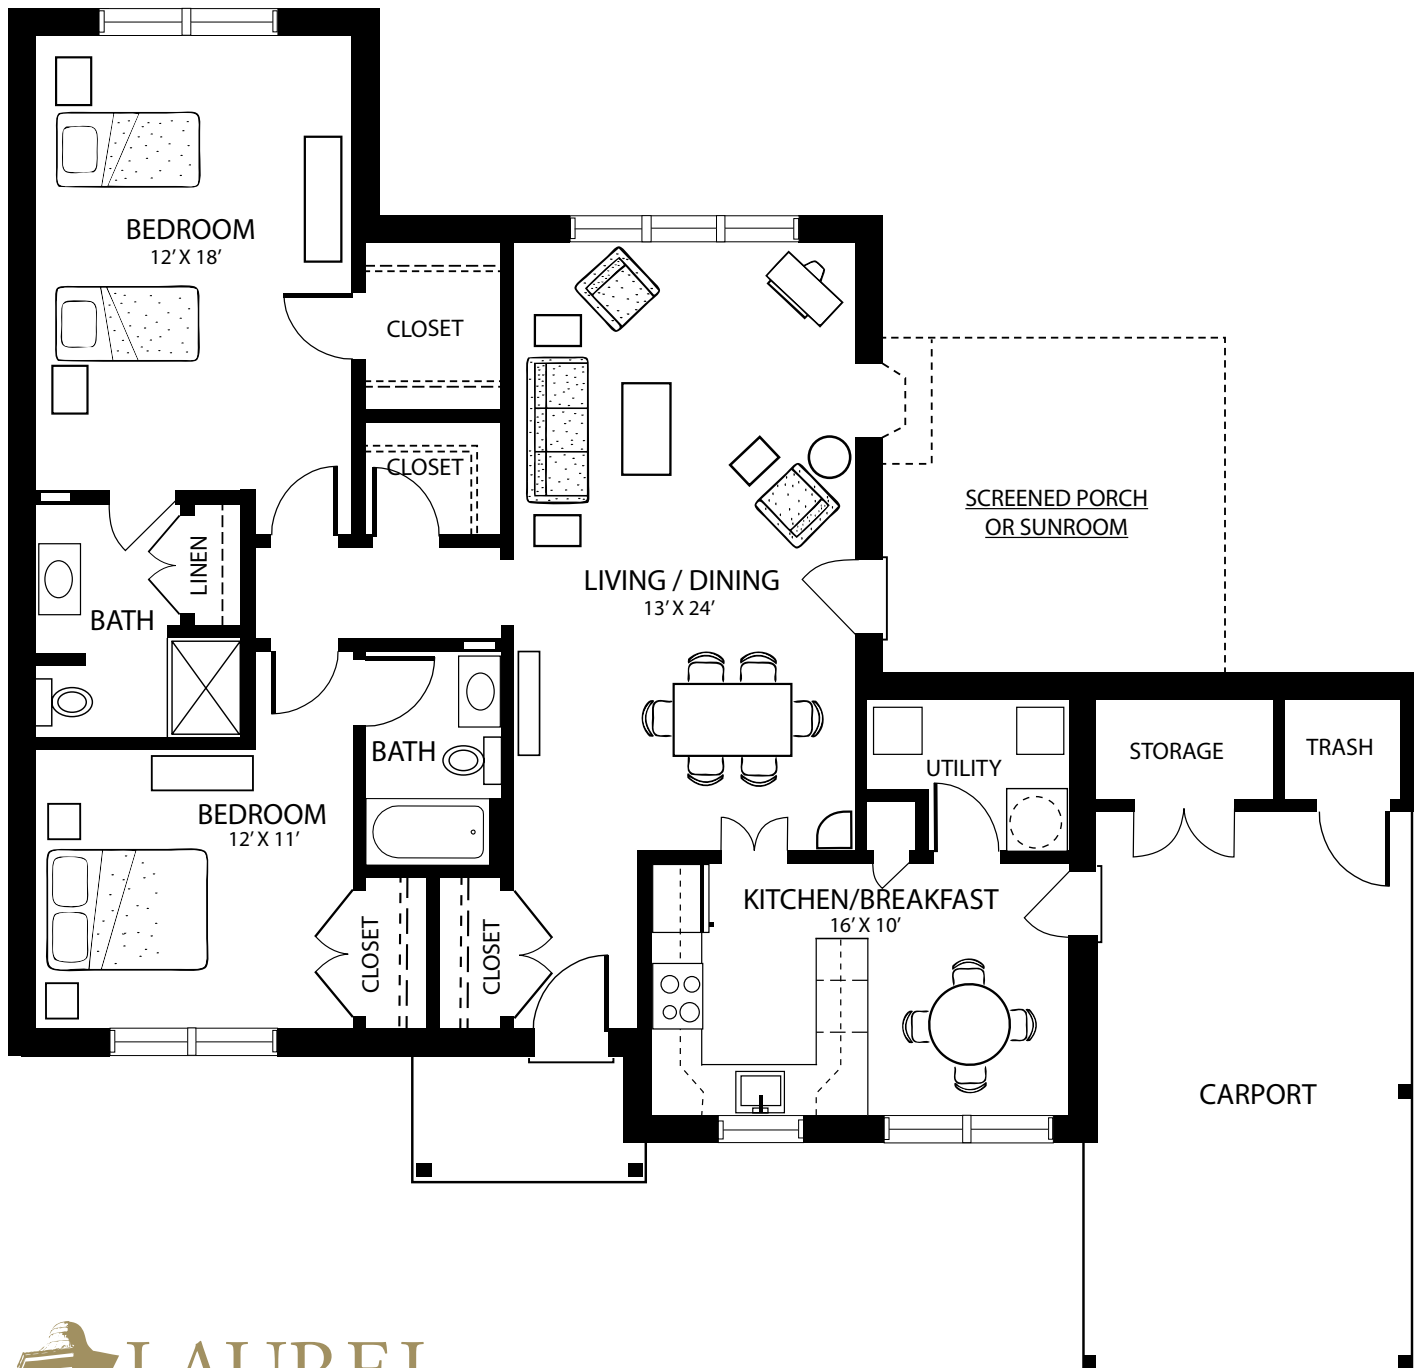 BEDROOM
12’ X 18’
CLOSET
CLOSET
SCREENED PORCH
OR SUNROOM
LINEN
LIVING / DINING
13’ X 24’
BATH
BATH
STORAGE
TRASH
UTILITY
BEDROOM
12’ X 11’
KITCHEN/BREAKFAST
16’ X 10’
CLOSET
CLOSET
CARPORT
LAUREL